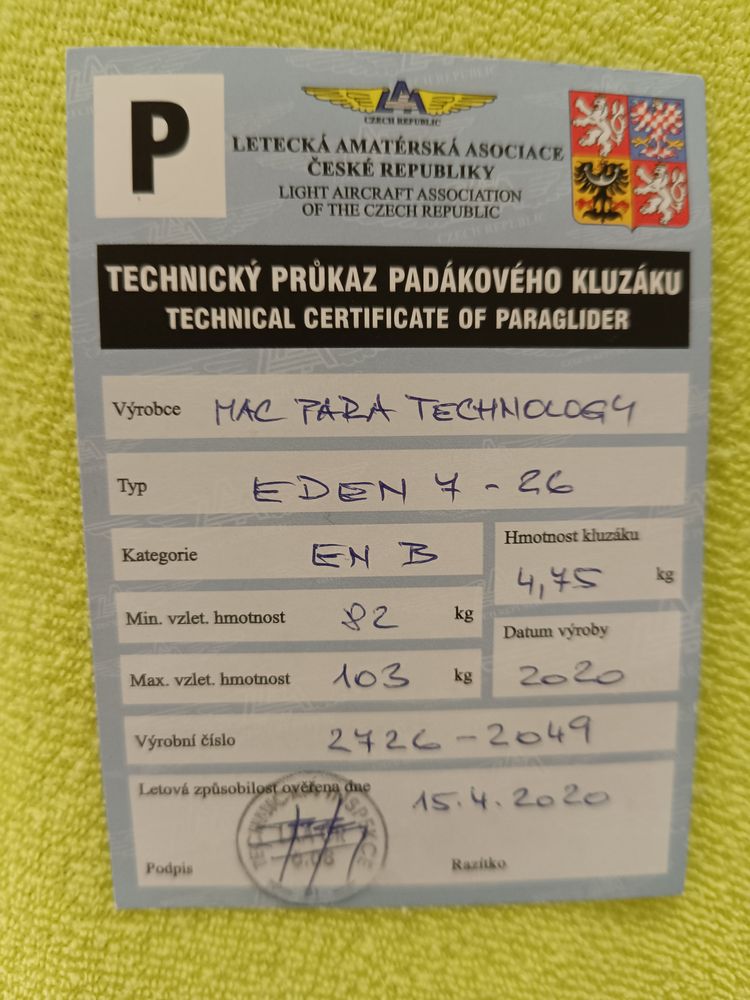 P
CZECH REPUBLIC
LETECKÁ AMATÉRSKÁ ASOCIACE
ČESKÉ REPUBLIKY
LIGHT AIRCRAFT ASSOCIATION
OF THE CZECH REPUBLIC
TECHNICKÝ PRŮKAZ PADÁKOVÉHO KLUZÁKU
TECHNICAL CERTIFICATE OF PARAGLIDER
Výrobce MAC PARA TECHNOLOGY
Typ EDEN 7 - 26
Kategorie EN B
Hmotnost kluzáku
4,75 kg
Min. vzlet. hmotnost 82 kg
Datum výroby
2020
Max. vzlet. hmotnost 103 kg
Výrobní číslo 2726-2049
Letová způsobilost ověřena dne 15.4.2020
Podpis Razítko